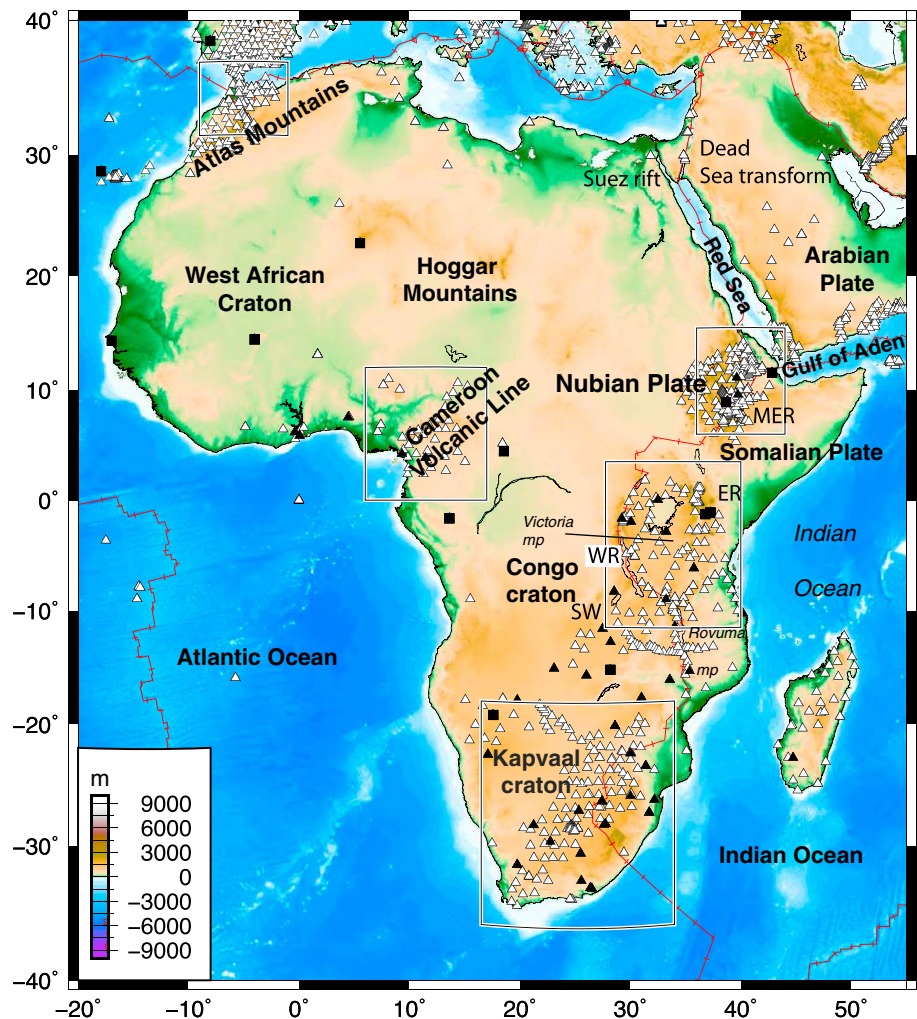 40°
Atlas Mountains
30°
Dead
Sea transform
Suez rift
Red Sea
Arabian
Plate
20°
West African
Craton
Hoggar
Mountains
Gulf of Aden
10°
Nubian Plate
MER
Cameroon
Volcanic Line
Somalian Plate
0°
ER
Victoria
mp
Indian
Ocean
WR
Congo
craton
−10°
SW
Rovuma
mp
Atlantic Ocean
−20°
Kapvaal
craton
m
9000
6000
3000
0
−3000
−6000
−9000
−30°
Indian Ocean
−40°
−20°
−10°
0°
10°
20°
30°
40°
50°